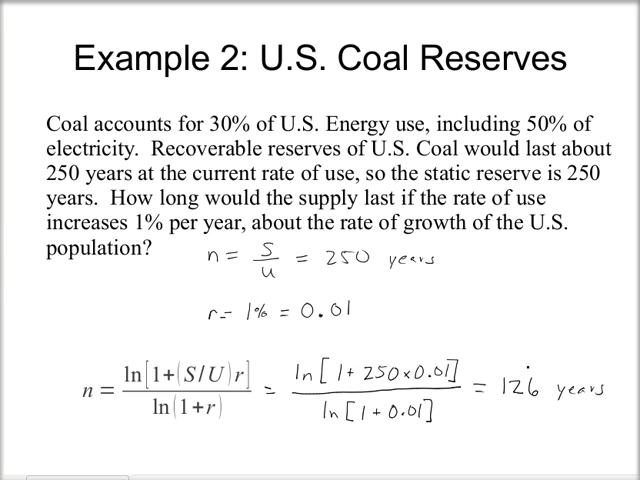 Example 2: U.S. Coal Reserves
Coal accounts for 30% of U.S. Energy use, including 50% of
electricity. Recoverable reserves of U.S. Coal would last about
250 years at the current rate of use, so the static reserve is 250
years. How long would the supply last if the rate of use
increases 1% per year, about the rate of growth of the U.S.
population?
n = S/u = 250 years
r = 1% = 0.01
n = ln[1+(S/U)r] / ln(1+r) = ln[1+250×0.01] / ln[1+0.01] = 126 years